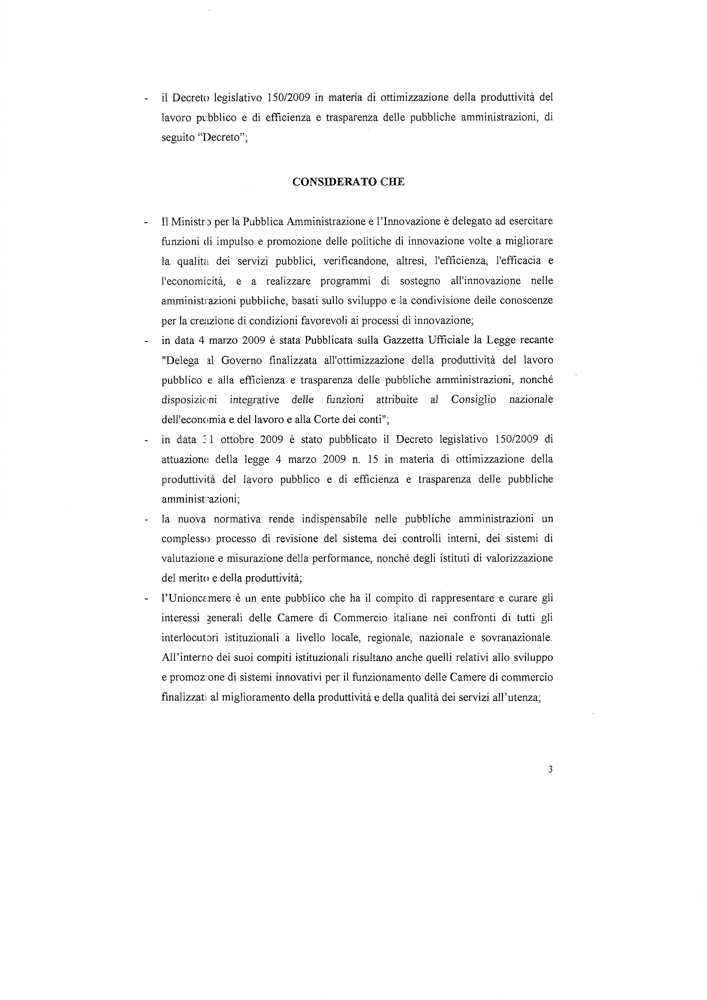 - il Decreto legislativo 150/2009 in materia di ottimizzazione della produttività del
lavoro pubblico e di efficienza e trasparenza delle pubbliche amministrazioni, di
seguito “Decreto”;
CONSIDERATO CHE
- Il Ministro per la Pubblica Amministrazione e l’Innovazione è delegato ad esercitare
funzioni di impulso e promozione delle politiche di innovazione volte a migliorare
la qualità dei servizi pubblici, verificandone, altresì, l'efficienza, l'efficacia e
l'economicità, e a realizzare programmi di sostegno all'innovazione nelle
amministrazioni pubbliche, basati sullo sviluppo e la condivisione delle conoscenze
per la creazione di condizioni favorevoli ai processi di innovazione;
- in data 4 marzo 2009 è stata Pubblicata sulla Gazzetta Ufficiale la Legge recante
"Delega al Governo finalizzata all'ottimizzazione della produttività del lavoro
pubblico e alla efficienza e trasparenza delle pubbliche amministrazioni, nonché
disposizioni integrative delle funzioni attribuite al Consiglio nazionale
dell'economia e del lavoro e alla Corte dei conti";
- in data 31 ottobre 2009 è stato pubblicato il Decreto legislativo 150/2009 di
attuazione della legge 4 marzo 2009 n. 15 in materia di ottimizzazione della
produttività del lavoro pubblico e di efficienza e trasparenza delle pubbliche
amministrazioni;
- la nuova normativa rende indispensabile nelle pubbliche amministrazioni un
complesso processo di revisione del sistema dei controlli interni, dei sistemi di
valutazione e misurazione della performance, nonché degli istituti di valorizzazione
del merito e della produttività;
- l’Unioncamere è un ente pubblico che ha il compito di rappresentare e curare gli
interessi generali delle Camere di Commercio italiane nei confronti di tutti gli
interlocutori istituzionali a livello locale, regionale, nazionale e sovranazionale.
All’interno dei suoi compiti istituzionali risultano anche quelli relativi allo sviluppo
e promozione di sistemi innovativi per il funzionamento delle Camere di commercio
finalizzati al miglioramento della produttività e della qualità dei servizi all’utenza;
3